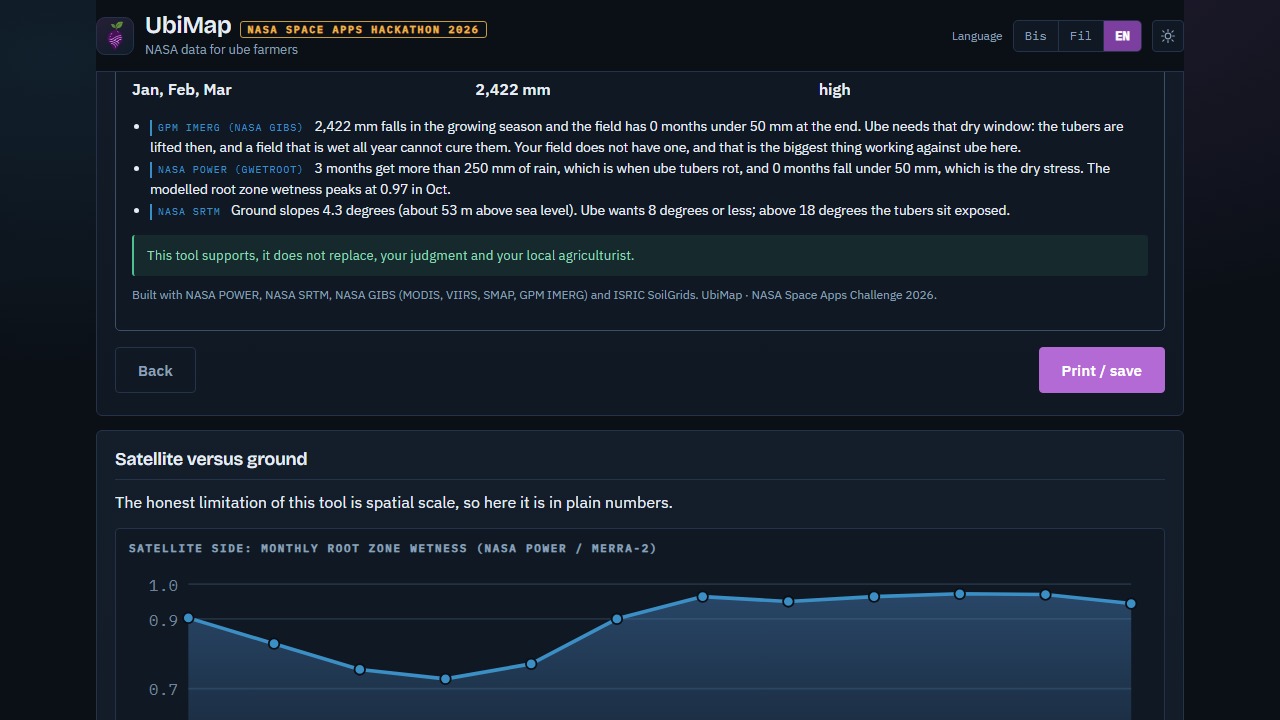 UbiMap NASA SPACE APPS HACKATHON 2026
NASA data for ube farmers
Language Bis Fil EN
Jan, Feb, Mar 2,422 mm high
GPM IMERG (NASA GIBS) 2,422 mm falls in the growing season and the field has 0 months under 50 mm at the end. Ube needs that dry window: the tubers are
lifted then, and a field that is wet all year cannot cure them. Your field does not have one, and that is the biggest thing working against ube here.
NASA POWER (GWETROOT) 3 months get more than 250 mm of rain, which is when ube tubers rot, and 0 months fall under 50 mm, which is the dry stress. The
modelled root zone wetness peaks at 0.97 in Oct.
NASA SRTM Ground slopes 4.3 degrees (about 53 m above sea level). Ube wants 8 degrees or less; above 18 degrees the tubers sit exposed.
This tool supports, it does not replace, your judgment and your local agriculturist.
Built with NASA POWER, NASA SRTM, NASA GIBS (MODIS, VIIRS, SMAP, GPM IMERG) and ISRIC SoilGrids. UbiMap · NASA Space Apps Challenge 2026.
Back Print / save
Satellite versus ground
The honest limitation of this tool is spatial scale, so here it is in plain numbers.
SATELLITE SIDE: MONTHLY ROOT ZONE WETNESS (NASA POWER / MERRA-2)
1.0
0.9
0.7